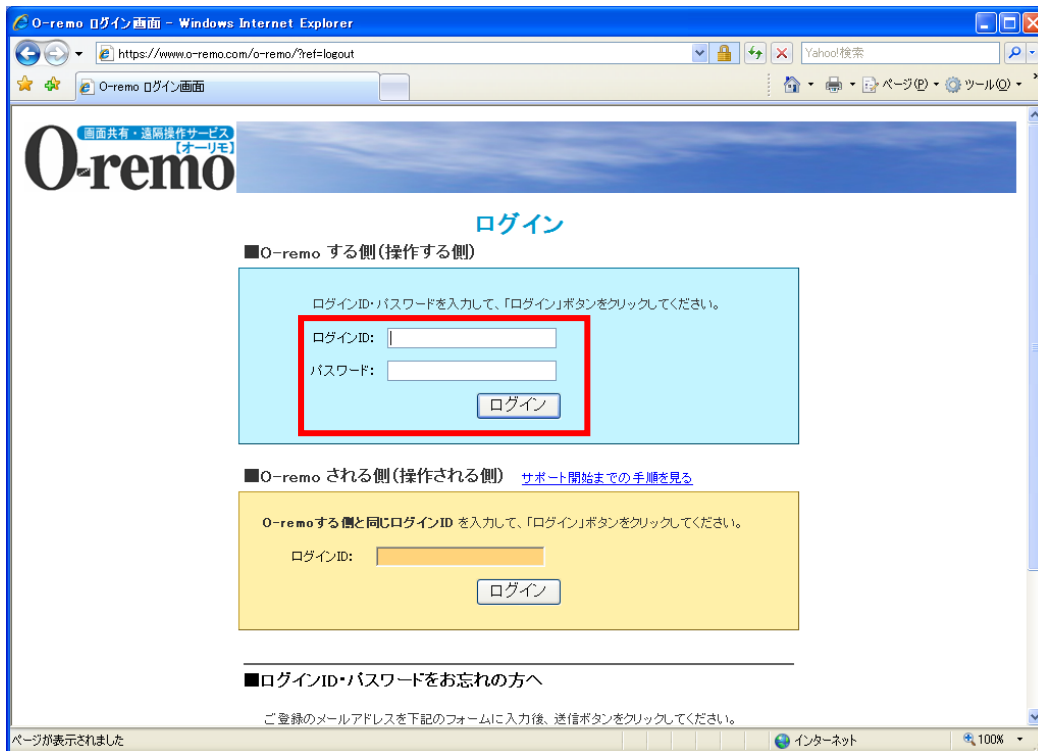 O-remo ログイン画面 - Windows Internet Explorer
https://www.o-remo.com/o-remo/?ref=logout
Yahoo!検索
O-remo ログイン画面
ページ(P)
ツール(O)
画面共有・遠隔操作サービス
【オーリモ】
O-remo
ログイン
■O-remo する側(操作する側)
ログインID・パスワードを入力して、「ログイン」ボタンをクリックしてください。
ログインID:
パスワード:
ログイン
■O-remo される側(操作される側) サポート開始までの手順を見る
O-remoする側と同じログインID を入力して、「ログイン」ボタンをクリックしてください。
ログインID:
ログイン
■ログインID・パスワードをお忘れの方へ
ご登録のメールアドレスを下記のフォームに入力後、送信ボタンをクリックしてください。
ページが表示されました
インターネット
100%